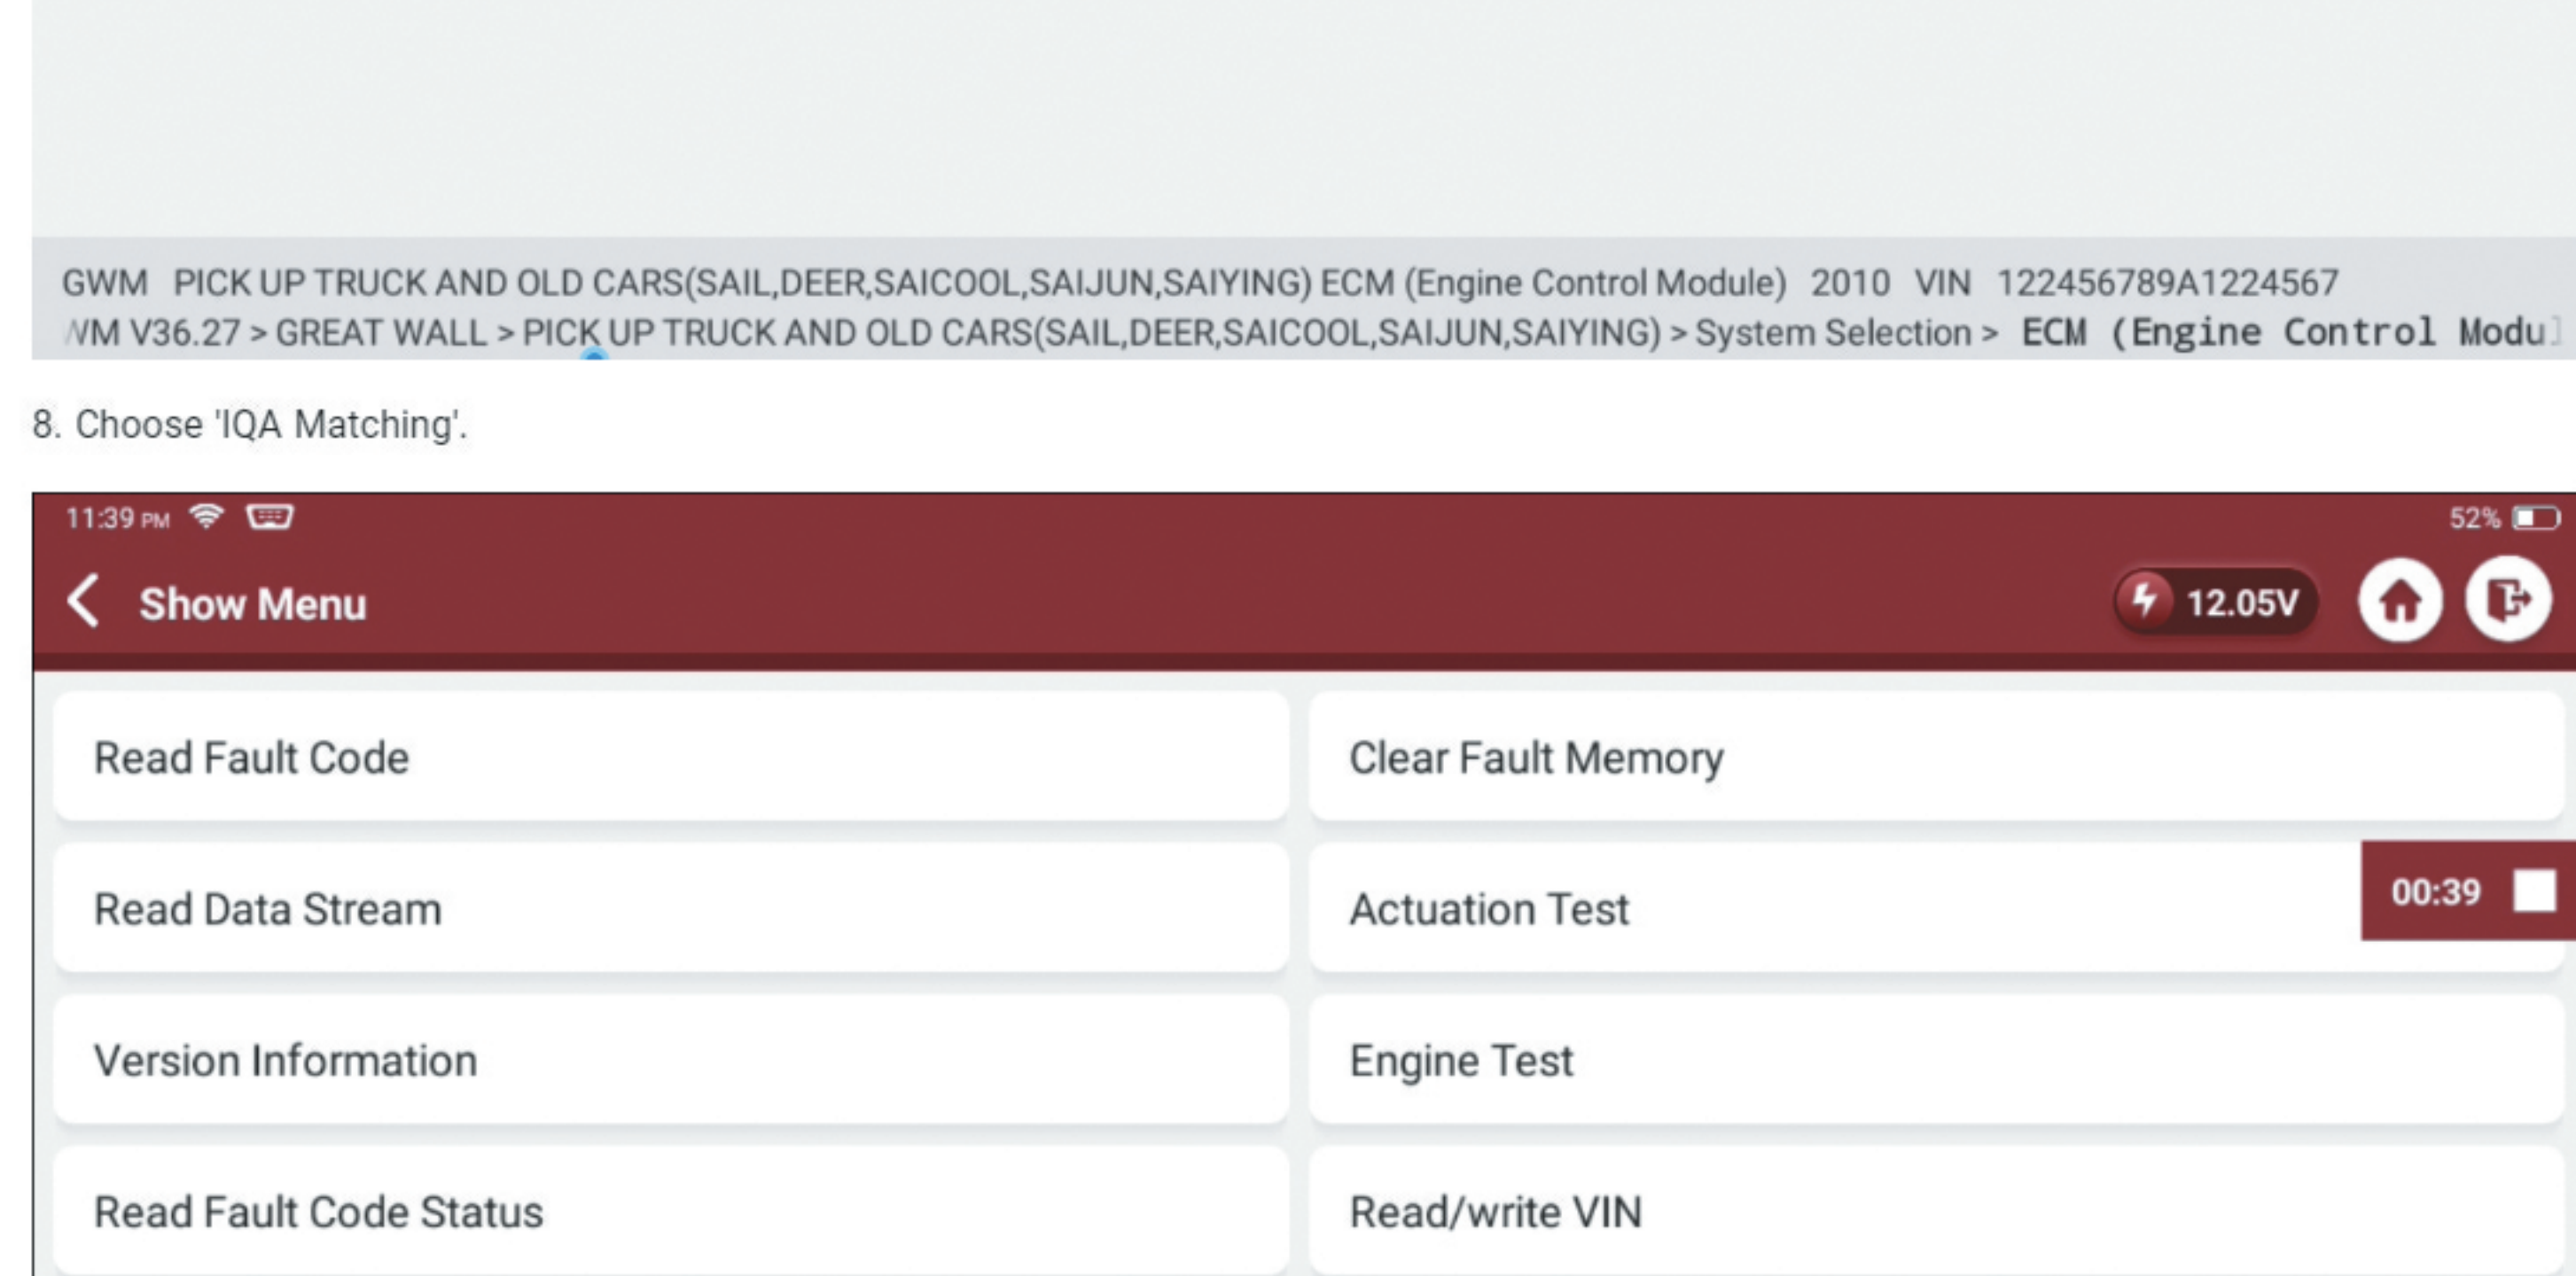 GWM PICK UP TRUCK AND OLD CARS(SAIL,DEER,SAICOOL,SAIJUN,SAIYING) ECM (Engine Control Module) 2010 VIN 122456789A1224567
WM V36.27 > GREAT WALL > PICK UP TRUCK AND OLD CARS(SAIL,DEER,SAICOOL,SAIJUN,SAIYING) > System Selection > ECM (Engine Control Modul
8. Choose 'IQA Matching'.
11:39 PM 52%
Show Menu 12.05V
Read Fault Code Clear Fault Memory
Read Data Stream Actuation Test 00:39
Version Information Engine Test
Read Fault Code Status Read/write VIN